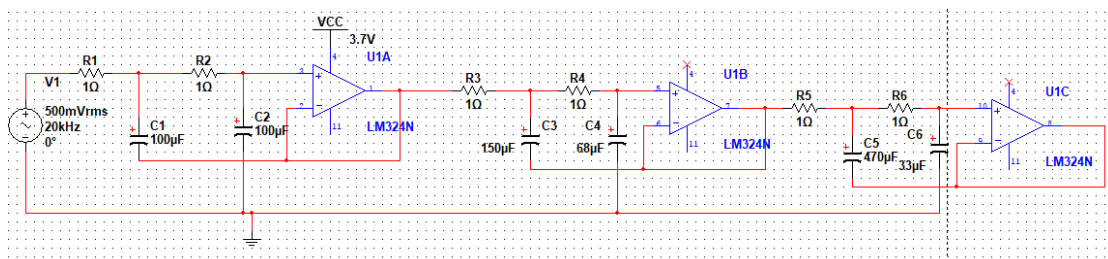 VCC
3.7V
V1
500mVrms
20kHz
0°
R1
1Ω
R2
1Ω
C1
100µF
C2
100µF
4
U1A
3
2
1
11
LM324N
R3
1Ω
R4
1Ω
C3
150µF
C4
68µF
4
U1B
5
6
7
11
LM324N
R5
1Ω
R6
1Ω
C5
470µF
C6
33µF
4
U1C
10
9
8
11
LM324N